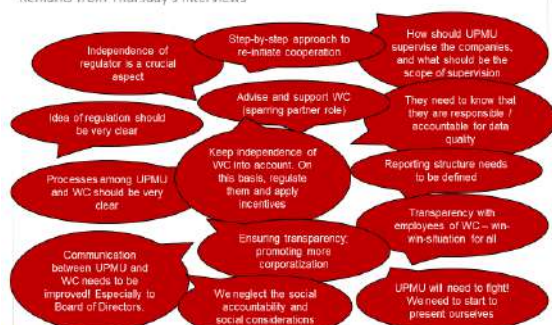 Remarks from Thursday's interviews
Independence of
regulator is a crucial
aspect
Step-by-step approach to
re-initiate cooperation
How should UPMU
supervise the companies,
and what should be the
scope of supervision
Idea of regulation should
be very clear
Advise and support WC
(sparring partner role)
They need to know that
they are responsible /
accountable for data
quality
Processes among UPMU
and WC should be very
clear
Keep independence of
WC into account. On
this basis, regulate
them and apply
incentives
Reporting structure needs
to be defined
Transparency with
employees of WC – win-
win-situation for all
Communication
between UPMU and
WC needs to be
improved! Especially to
Board of Directors.
Ensuring transparency;
promoting more
corporatization
We neglect the social
accountability and
social considerations
UPMU will need to fight!
We need to start to
present ourselves